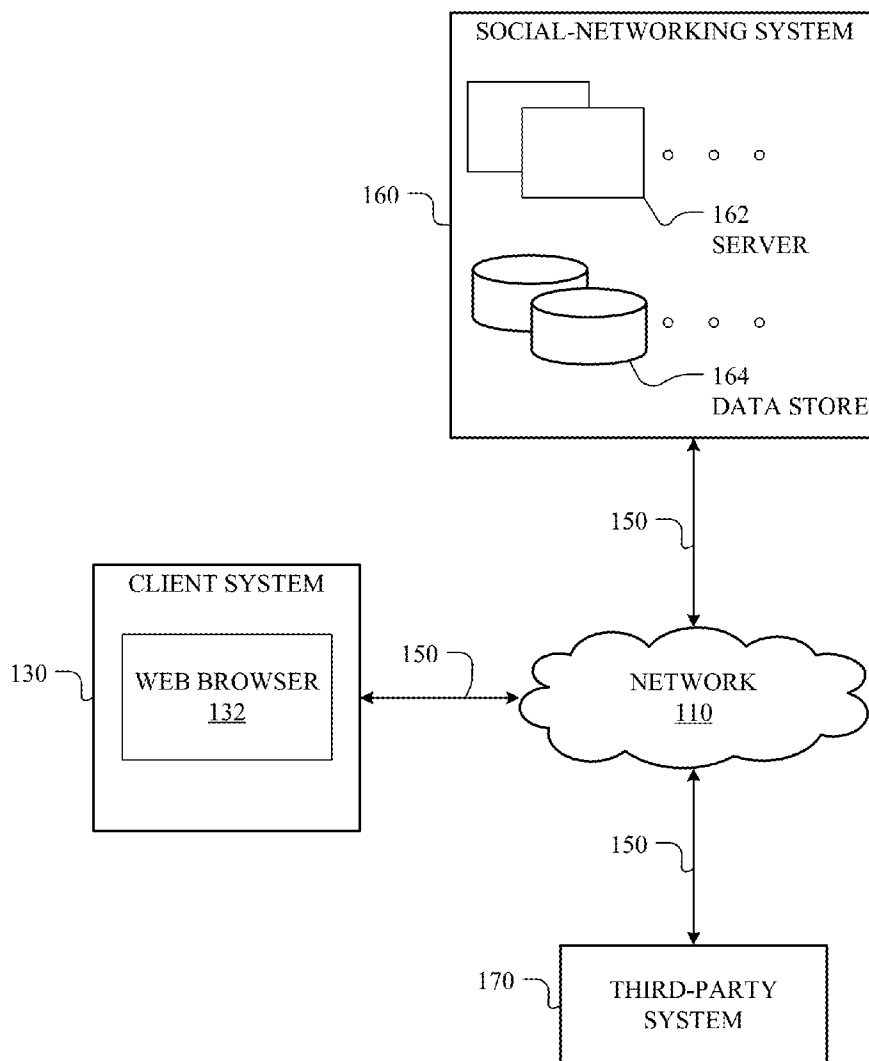 SOCIAL-NETWORKING SYSTEM
160
162
SERVER
164
DATA STORE
150
CLIENT SYSTEM
130
WEB BROWSER
132
150
NETWORK
110
150
170
THIRD-PARTY
SYSTEM